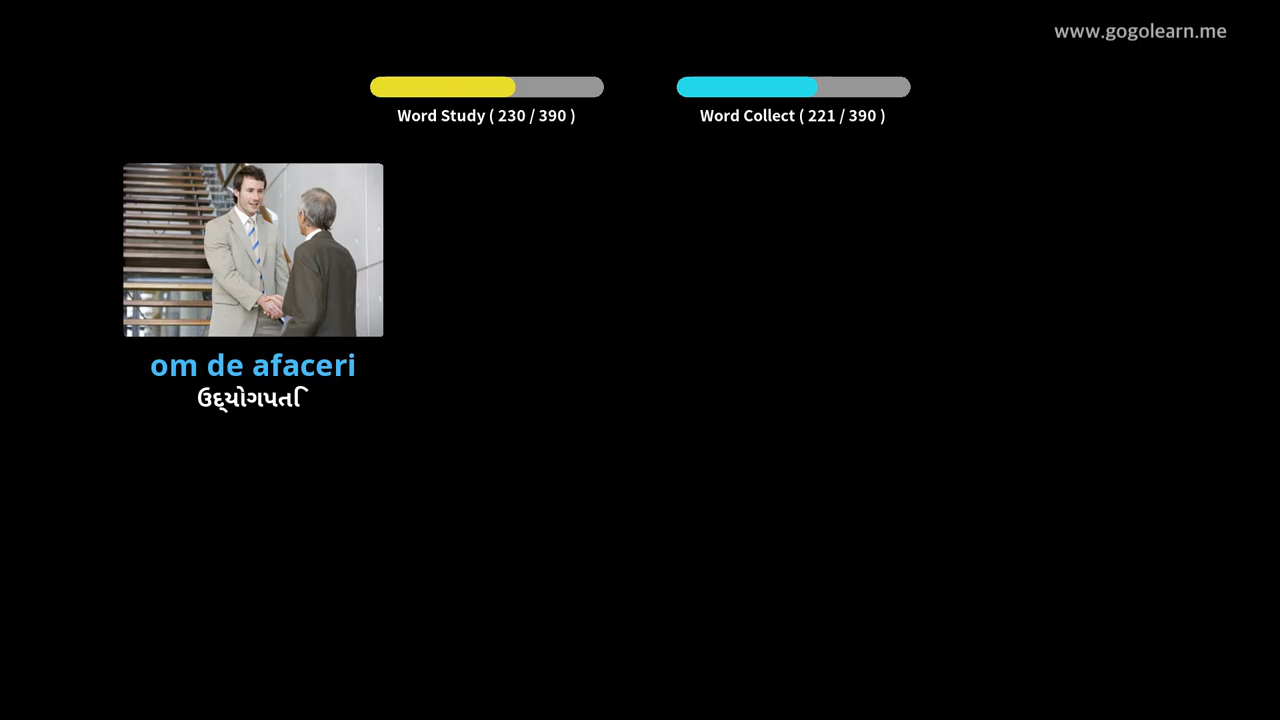 www.gogolearn.me
Word Study ( 230 / 390 )
Word Collect ( 221 / 390 )
om de afaceri
ઉદ્યોગપતિ